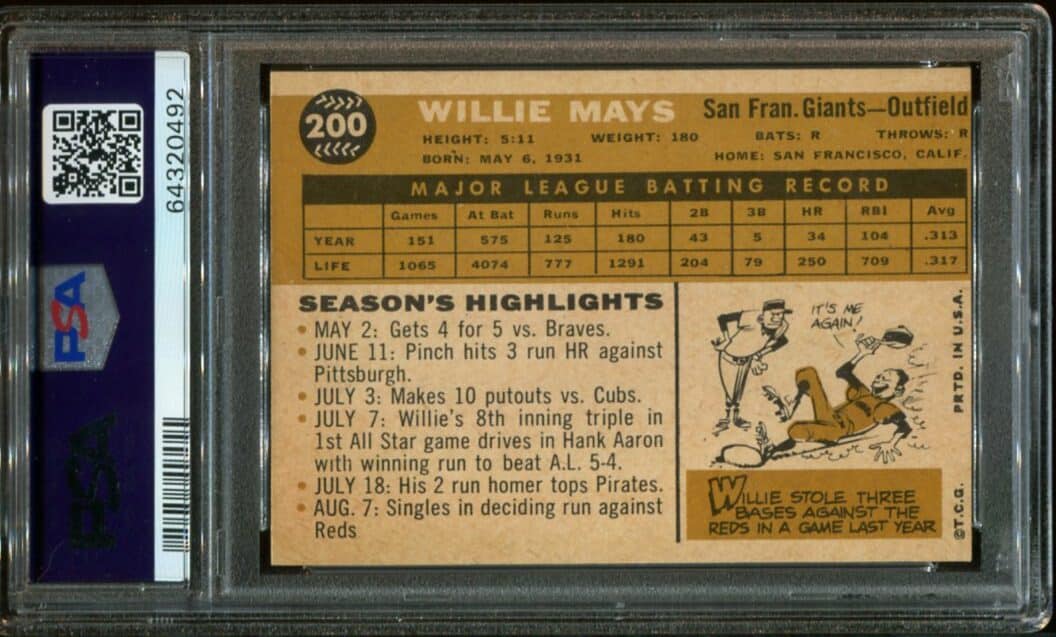 64320492
PSA
PSA
200
WILLIE MAYS San Fran. Giants—Outfield
HEIGHT: 5:11 WEIGHT: 180 BATS: R THROWS: R
BORN: MAY 6, 1931 HOME: SAN FRANCISCO, CALIF.
MAJOR LEAGUE BATTING RECORD
Games At Bat Runs Hits 2B 3B HR RBI Avg
YEAR 151 575 125 180 43 5 34 104 .313
LIFE 1065 4074 777 1291 204 79 250 709 .317
SEASON'S HIGHLIGHTS
• MAY 2: Gets 4 for 5 vs. Braves.
• JUNE 11: Pinch hits 3 run HR against
Pittsburgh.
• JULY 3: Makes 10 putouts vs. Cubs.
• JULY 7: Willie's 8th inning triple in
1st All Star game drives in Hank Aaron
with winning run to beat A.L. 5-4.
• JULY 18: His 2 run homer tops Pirates.
• AUG. 7: Singles in deciding run against
Reds
IT'S ME
AGAIN!
WILLIE STOLE THREE
BASES AGAINST THE
REDS IN A GAME LAST YEAR
©T.C.G. PRTD. IN U.S.A.